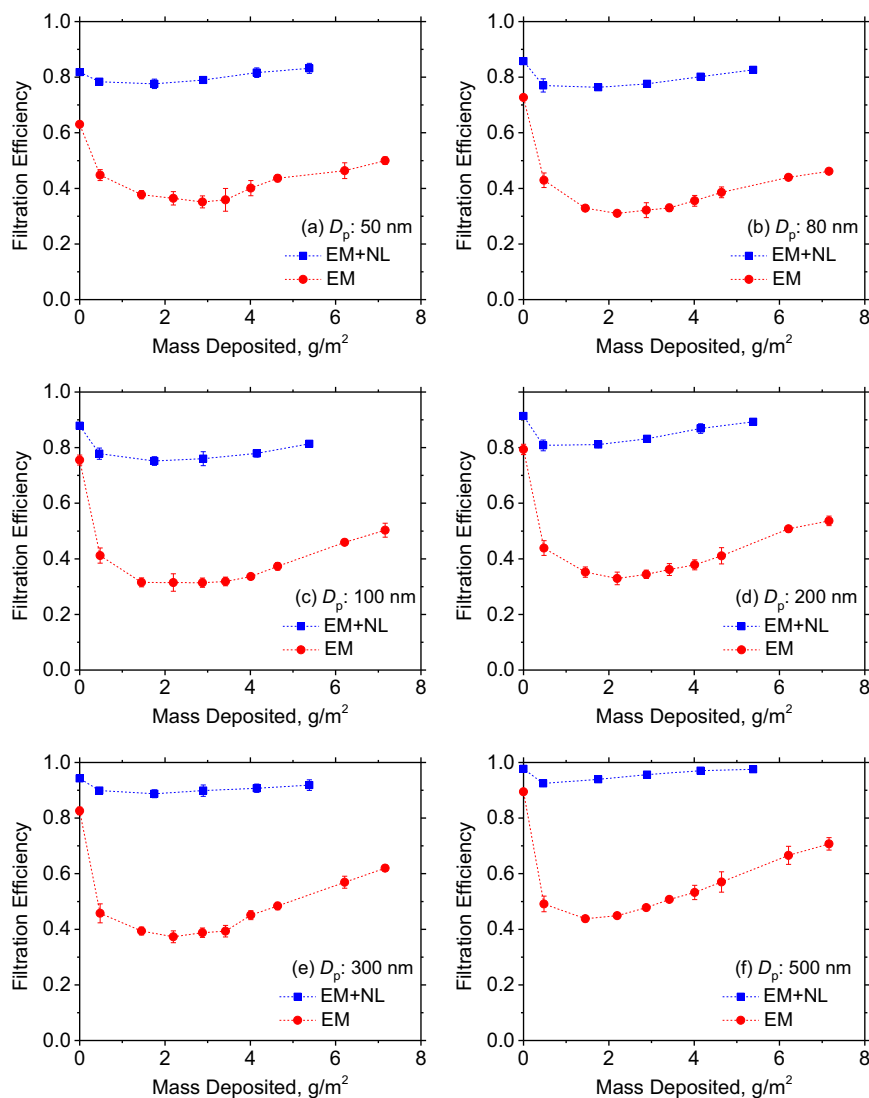 1.0
0.8
0.6
0.4
0.2
0.0
Filtration Efficiency
(a) Dp: 50 nm
EM+NL
EM
0 2 4 6 8
Mass Deposited, g/m²
1.0
0.8
0.6
0.4
0.2
0.0
Filtration Efficiency
(b) Dp: 80 nm
EM+NL
EM
0 2 4 6 8
Mass Deposited, g/m²
1.0
0.8
0.6
0.4
0.2
0.0
Filtration Efficiency
(c) Dp: 100 nm
EM+NL
EM
0 2 4 6 8
Mass Deposited, g/m²
1.0
0.8
0.6
0.4
0.2
0.0
Filtration Efficiency
(d) Dp: 200 nm
EM+NL
EM
0 2 4 6 8
Mass Deposited, g/m²
1.0
0.8
0.6
0.4
0.2
0.0
Filtration Efficiency
(e) Dp: 300 nm
EM+NL
EM
0 2 4 6 8
Mass Deposited, g/m²
1.0
0.8
0.6
0.4
0.2
0.0
Filtration Efficiency
(f) Dp: 500 nm
EM+NL
EM
0 2 4 6 8
Mass Deposited, g/m²